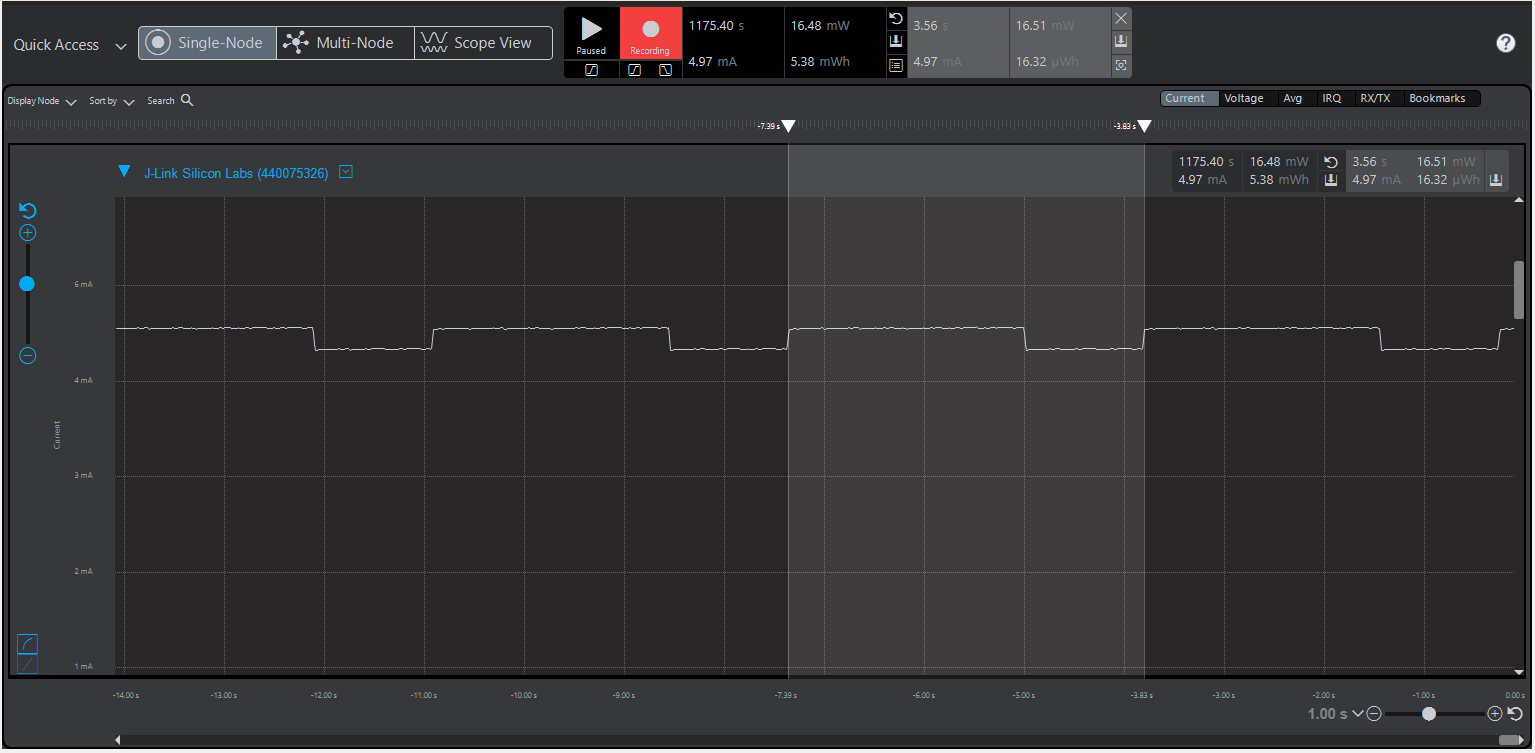 Quick Access
Single-Node
Multi-Node
Scope View
Paused
Recording
1175.40 s
16.48 mW
4.97 mA
5.38 mWh
3.56 s
16.51 mW
4.97 mA
16.32 µWh
Display Node
Sort by
Search
Current
Voltage
Avg
IRQ
RX/TX
Bookmarks
-7.39 s
-3.83 s
J-Link Silicon Labs (440075326)
1175.40 s 16.48 mW
4.97 mA 5.38 mWh
3.56 s 16.51 mW
4.97 mA 16.32 µWh
6 mA
4 mA
Current
3 mA
2 mA
1 mA
-14.00 s -13.00 s -12.00 s -11.00 s -10.00 s -9.00 s -7.39 s -6.00 s -5.00 s -3.83 s -3.00 s -2.00 s -1.00 s 0.00 s
1.00 s